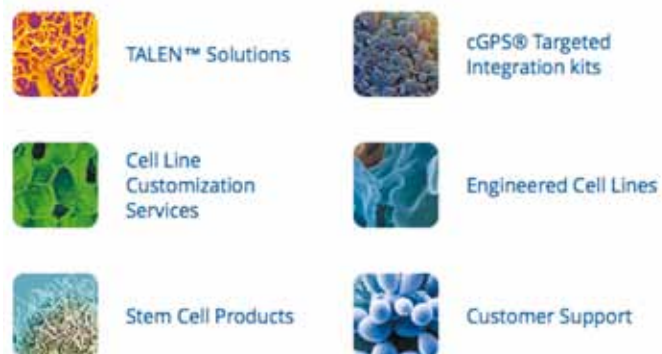 TALEN™ Solutions
cGPS® Targeted
Integration kits
Cell Line
Customization
Services
Engineered Cell Lines
Stem Cell Products
Customer Support